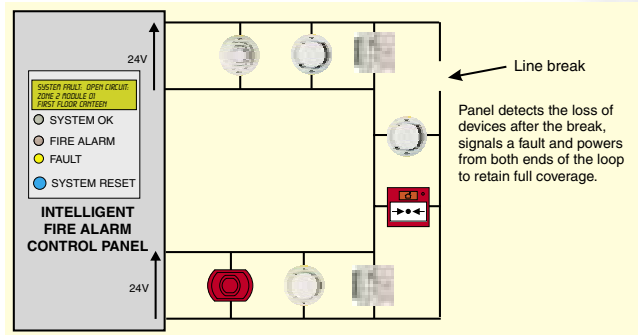 24V
SYSTEM FAULT: OPEN CIRCUIT:
ZONE 2 MODULE 01
FIRST FLOOR CANTEEN
SYSTEM OK
FIRE ALARM
FAULT
SYSTEM RESET
INTELLIGENT
FIRE ALARM
CONTROL PANEL
24V
Line break
Panel detects the loss of
devices after the break,
signals a fault and powers
from both ends of the loop
to retain full coverage.